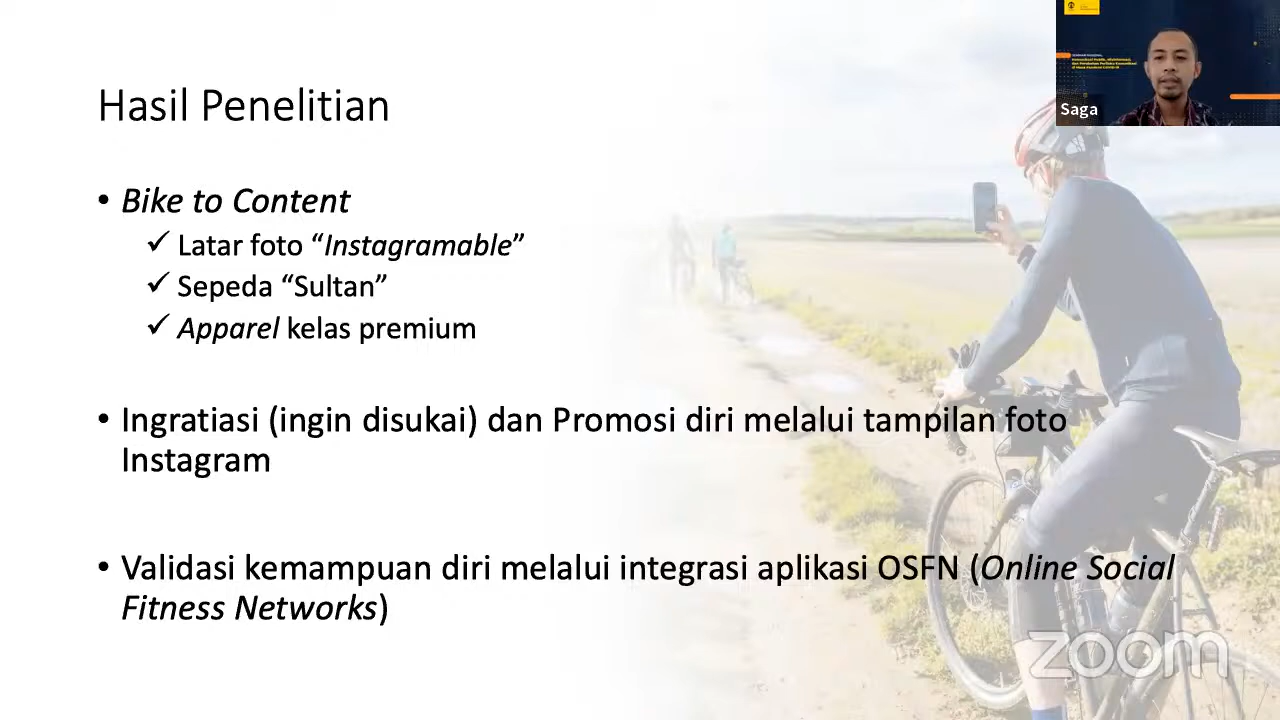 Hasil Penelitian
• Bike to Content
✓ Latar foto “Instagramable”
✓ Sepeda “Sultan”
✓ Apparel kelas premium
• Ingratiasi (ingin disukai) dan Promosi diri melalui tampilan foto
Instagram
• Validasi kemampuan diri melalui integrasi aplikasi OSFN (Online Social
Fitness Networks)
Saga
zoom